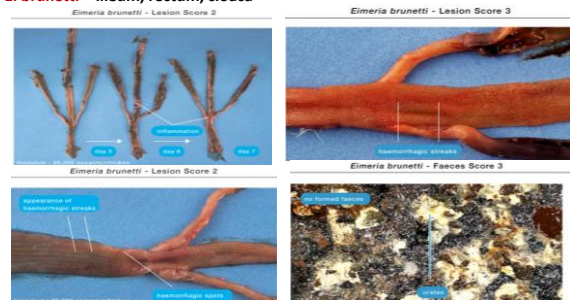 E. brunetti – ileum, rectum, cloaca
Eimeria brunetti - Lesion Score 2
inflammation
day 5
day 6
day 7
Eimeria brunetti - Lesion Score 3
haemorrhagic streaks
Eimeria brunetti - Lesion Score 2
appearance of
haemorrhagic streaks
haemorrhagic spots
Eimeria brunetti - Faeces Score 3
no formed faeces
urates